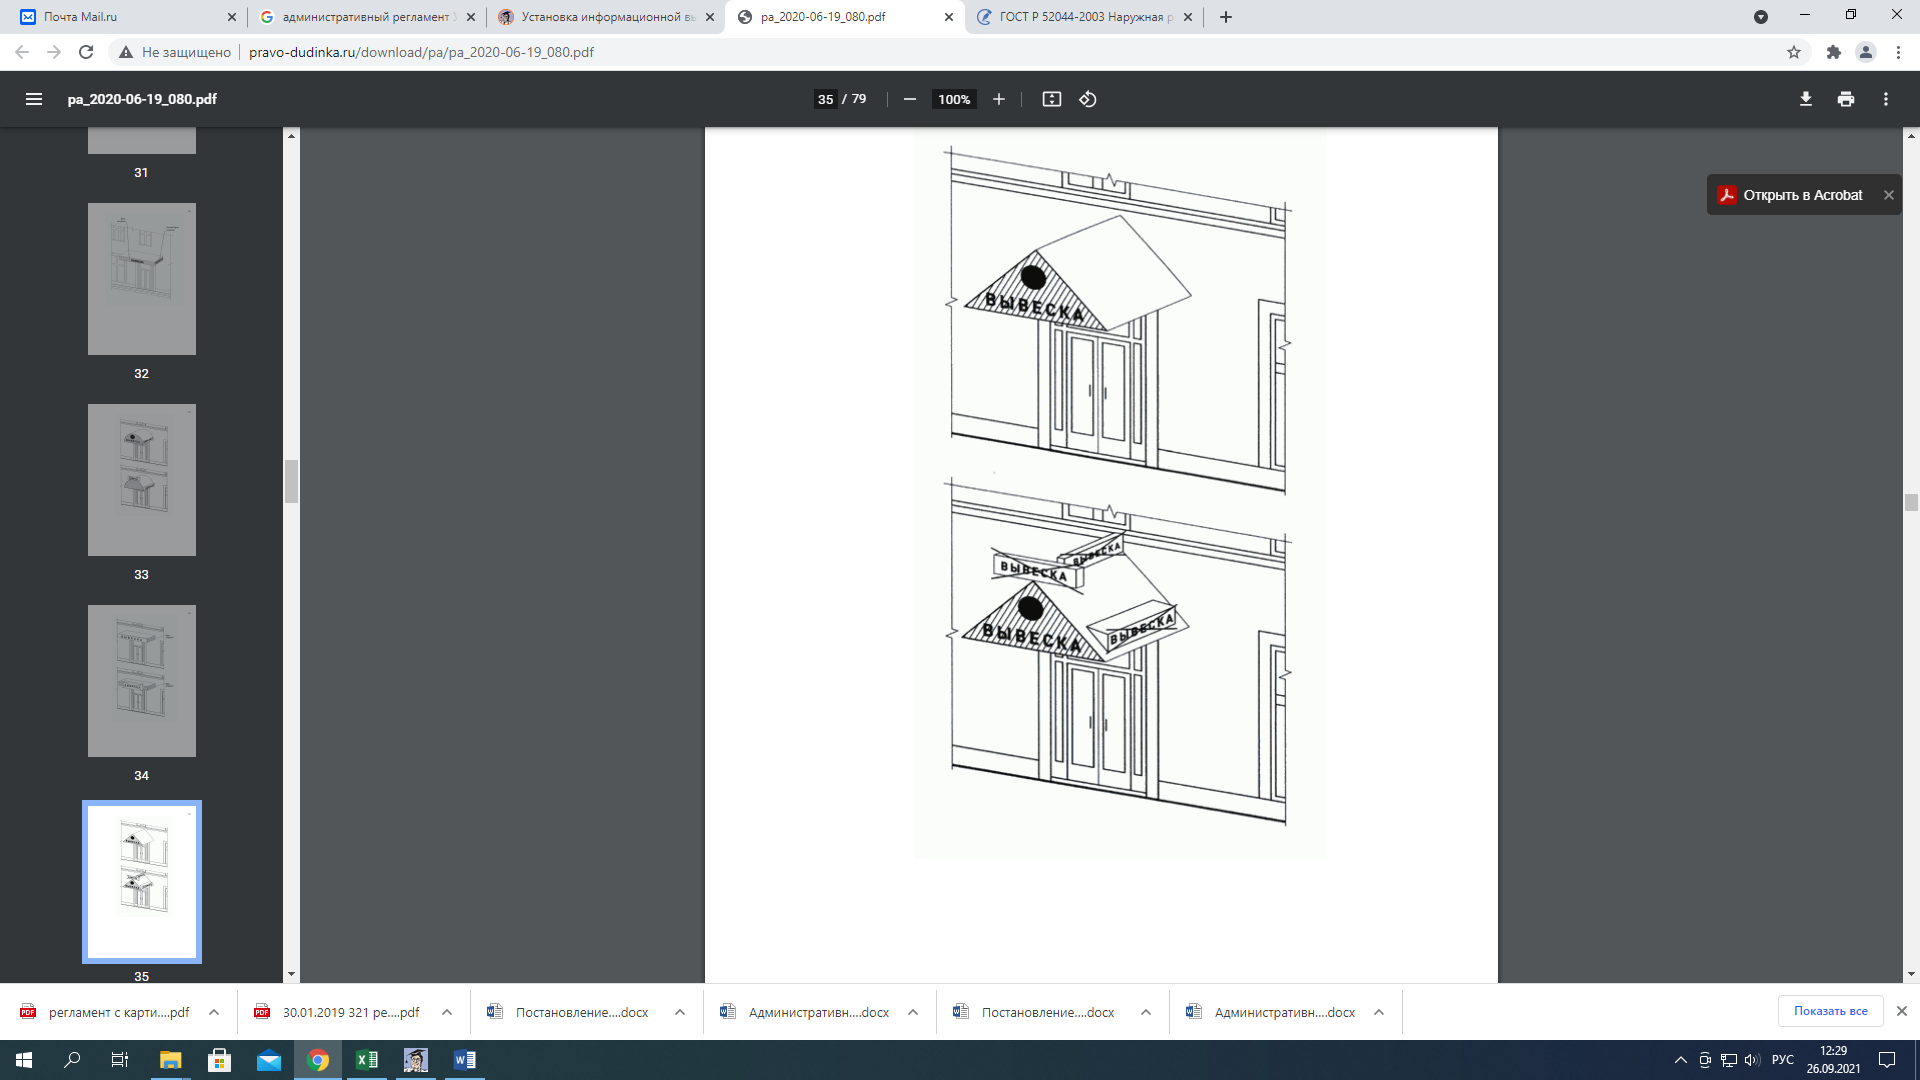 Почта Mail.ru
административный регламент
Установка информационной вы
pa_2020-06-19_080.pdf
ГОСТ Р 52044-2003 Наружная р
Не защищено
pravo-dudinka.ru/download/pa/pa_2020-06-19_080.pdf
pa_2020-06-19_080.pdf
35 / 79
100%
Открыть в Acrobat
31
32
33
34
35
ВЫВЕСКА
ВЫВЕСКА
ВЫВЕСКА
ВЫВЕСКА
ВЫВЕСКА
регламент с карти....pdf
30.01.2019 321 ре....pdf
Постановление....docx
Административн....docx
Постановление....docx
Административн....docx
Показать все
РУС
12:29
26.09.2021